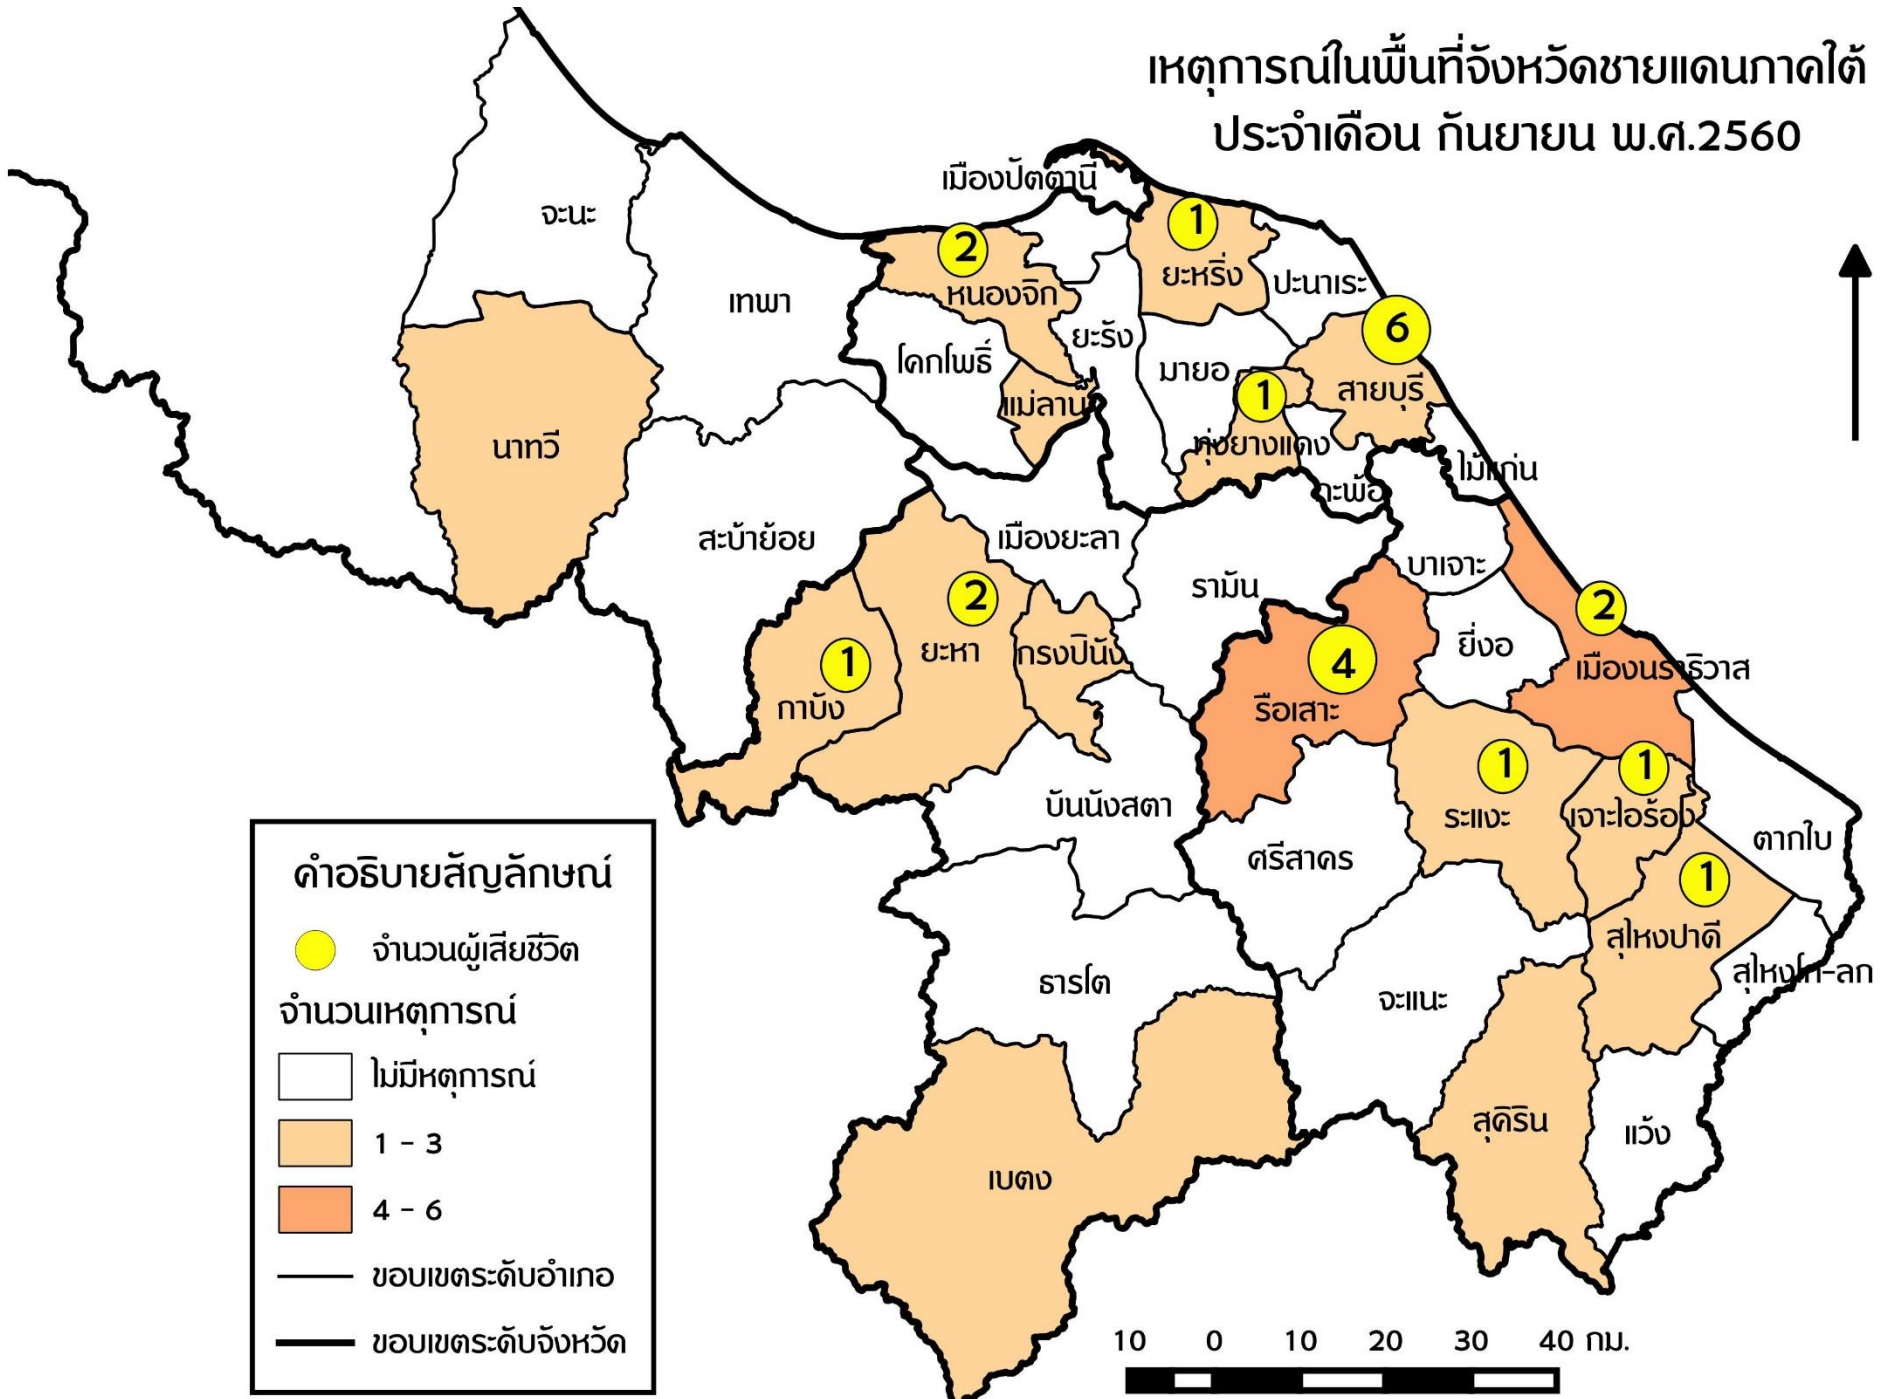 เหตุการณ์ในพื้นที่จังหวัดชายแดนภาคใต้
ประจำเดือน กันยายน พ.ศ.2560
เมืองปัตตานี
จะนะ
1
2
ยะหริ่ง
ปะนาเระ
หนองจิก
เทพา
6
ยะรัง
โคกโพธิ์
มายอ
สายบุรี
1
แม่ลาน
นาทวี
ทุ่งยางแดง
ไม้แก่น
กะพ้อ
สะบ้าย้อย
เมืองยะลา
บาเจาะ
รามัน
2
2
ยี่งอ
ยะหา
กรงปินัง
4
1
เมืองนราธิวาส
กาบัง
รือเสาะ
1
1
บันนังสตา
ระแงะ
เจาะไอร้อง
ตากใบ
ศรีสาคร
1
สุไหงปาดี
สุไหงโก-ลก
ธารโต
จะแนะ
สุคิริน
แว้ง
เบตง
คำอธิบายสัญลักษณ์
จำนวนผู้เสียชีวิต
จำนวนเหตุการณ์
ไม่มีหตุการณ์
1 - 3
4 - 6
ขอบเขตระดับอำเภอ
ขอบเขตระดับจังหวัด
10 0 10 20 30 40 กม.